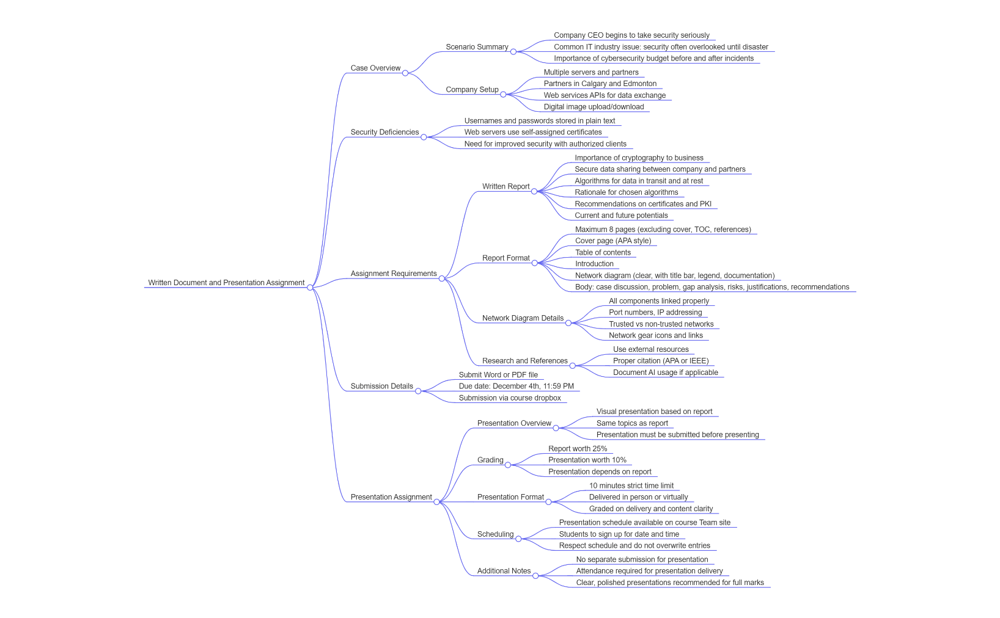 Written Document and Presentation Assignment
Case Overview
Scenario Summary
Company CEO begins to take security seriously
Common IT industry issue: security often overlooked until disaster
Importance of cybersecurity budget before and after incidents
Company Setup
Multiple servers and partners
Partners in Calgary and Edmonton
Web services APIs for data exchange
Digital image upload/download
Security Deficiencies
Usernames and passwords stored in plain text
Web servers use self-assigned certificates
Need for improved security with authorized clients
Assignment Requirements
Written Report
Importance of cryptography to business
Secure data sharing between company and partners
Algorithms for data in transit and at rest
Rationale for chosen algorithms
Recommendations on certificates and PKI
Current and future potentials
Report Format
Maximum 8 pages (excluding cover, TOC, references)
Cover page (APA style)
Table of contents
Introduction
Network diagram (clear, with title bar, legend, documentation)
Body: case discussion, problem, gap analysis, risks, justifications, recommendations
Network Diagram Details
All components linked properly
Port numbers, IP addressing
Trusted vs non-trusted networks
Network gear icons and links
Research and References
Use external resources
Proper citation (APA or IEEE)
Document AI usage if applicable
Submission Details
Submit Word or PDF file
Due date: December 4th, 11:59 PM
Submission via course dropbox
Presentation Assignment
Presentation Overview
Visual presentation based on report
Same topics as report
Presentation must be submitted before presenting
Grading
Report worth 25%
Presentation worth 10%
Presentation depends on report
Presentation Format
10 minutes strict time limit
Delivered in person or virtually
Graded on delivery and content clarity
Scheduling
Presentation schedule available on course Team site
Students to sign up for date and time
Respect schedule and do not overwrite entries
Additional Notes
No separate submission for presentation
Attendance required for presentation delivery
Clear, polished presentations recommended for full marks